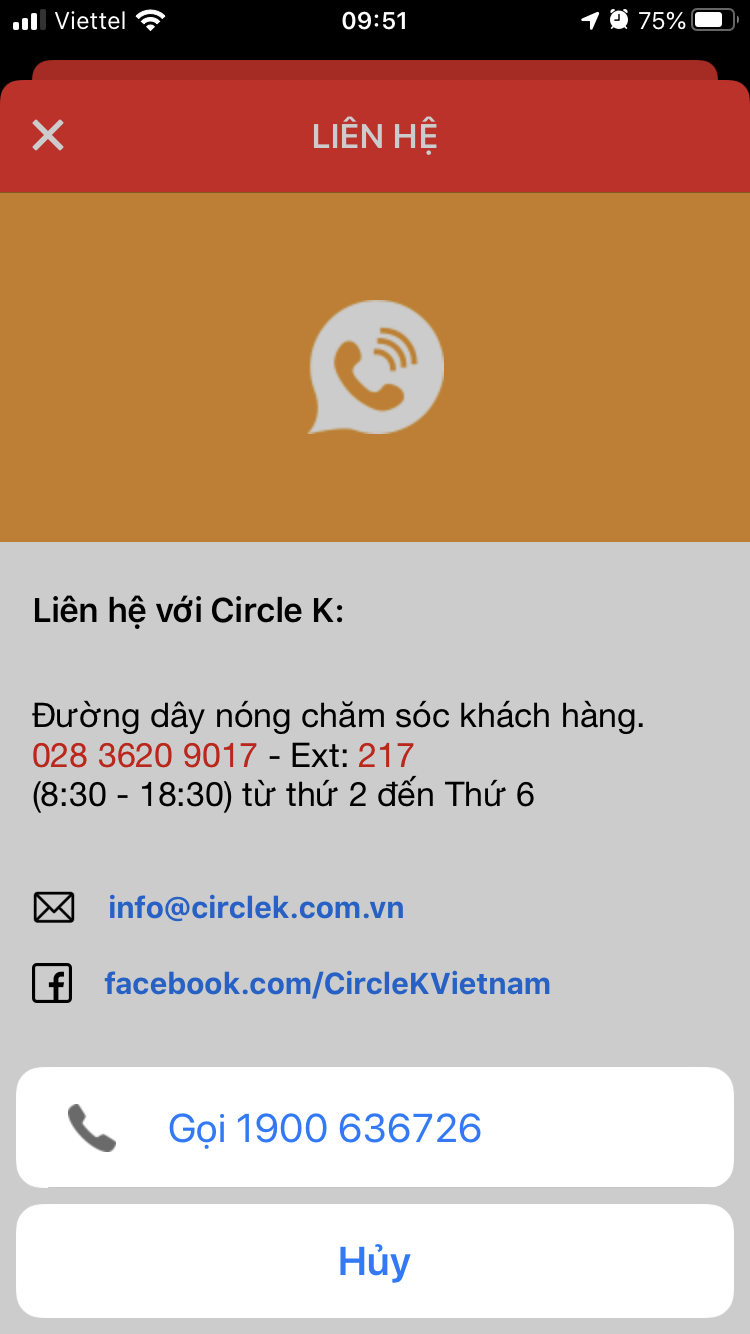 Viettel 09:51 75%
LIÊN HỆ
Liên hệ với Circle K:
Đường dây nóng chăm sóc khách hàng.
028 3620 9017 - Ext: 217
(8:30 - 18:30) từ thứ 2 đến Thứ 6
info@circlek.com.vn
facebook.com/CircleKVietnam
Gọi 1900 636726
Hủy